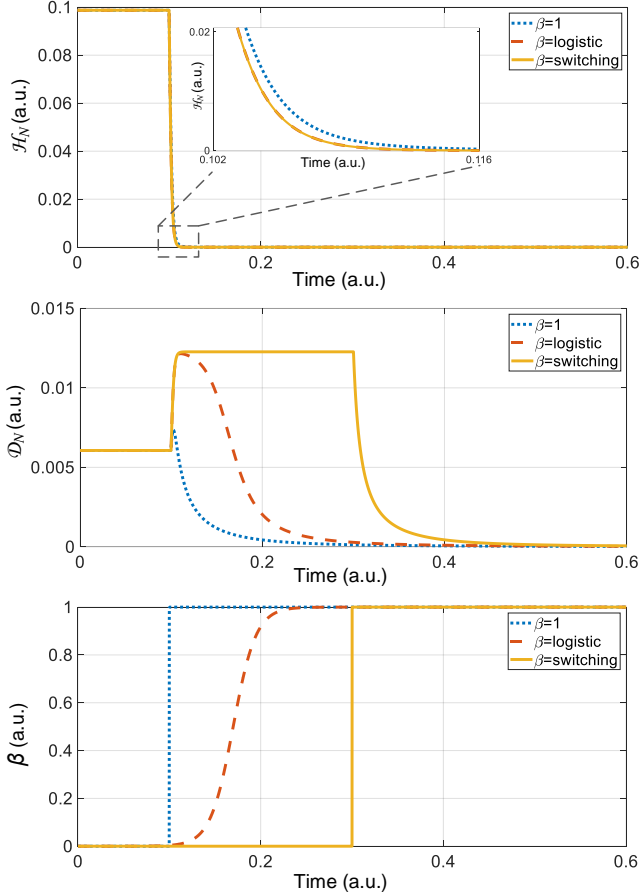 0.1
0.08
0.06
0.04
0.02
0
ℋN (a.u.)
β=1
β=logistic
β=switching
0.02
0
ℋN (a.u.)
0.102
Time (a.u.)
0.116
0
0.2
0.4
0.6
Time (a.u.)
0.015
0.01
0.005
0
𝒟N (a.u.)
β=1
β=logistic
β=switching
0
0.2
0.4
0.6
Time (a.u.)
1
0.8
0.6
0.4
0.2
0
β (a.u.)
β=1
β=logistic
β=switching
0
0.2
0.4
0.6
Time (a.u.)